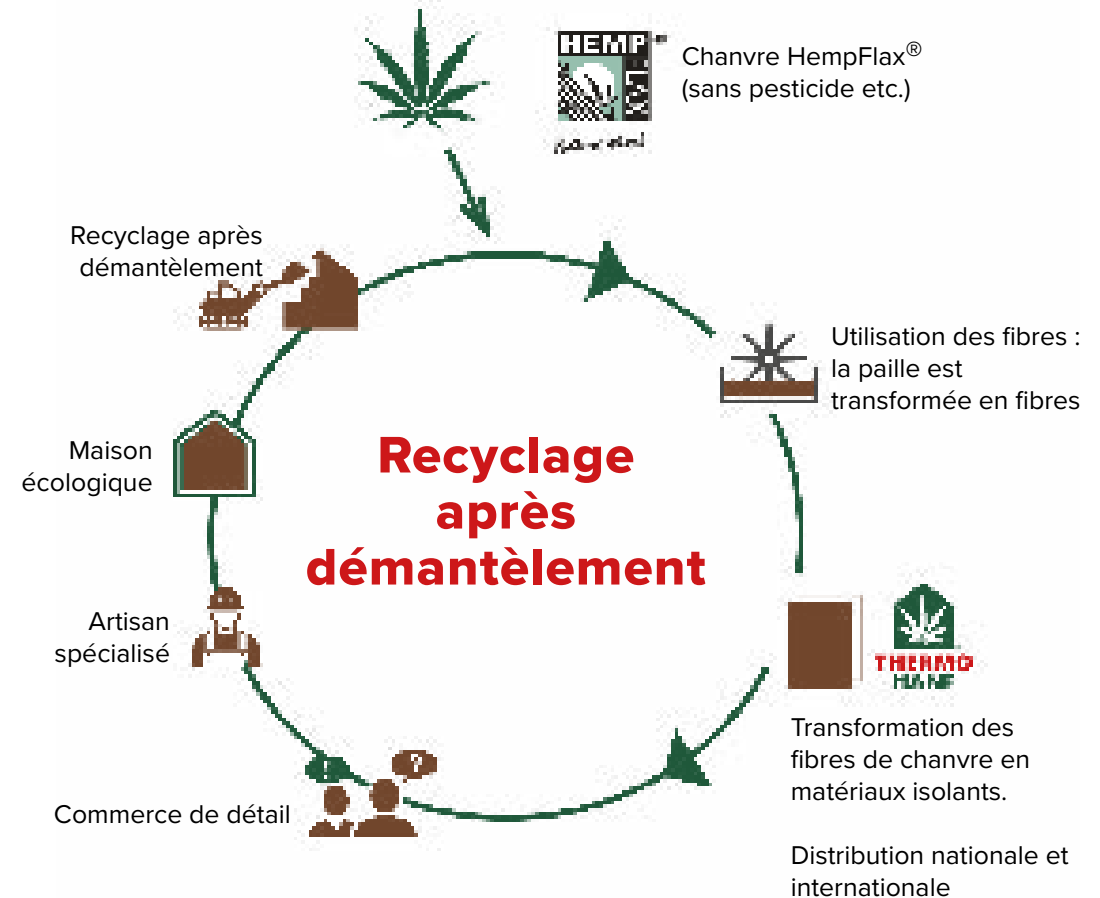 HEMP
Chanvre HempFlax®
(sans pesticide etc.)
Recyclage après
démantèlement
Utilisation des fibres :
la paille est
transformée en fibres
Maison
écologique
Recyclage
après
démantèlement
Artisan
spécialisé
THERMO
HANF
Transformation des
fibres de chanvre en
matériaux isolants.
Commerce de détail
?
Distribution nationale et
internationale